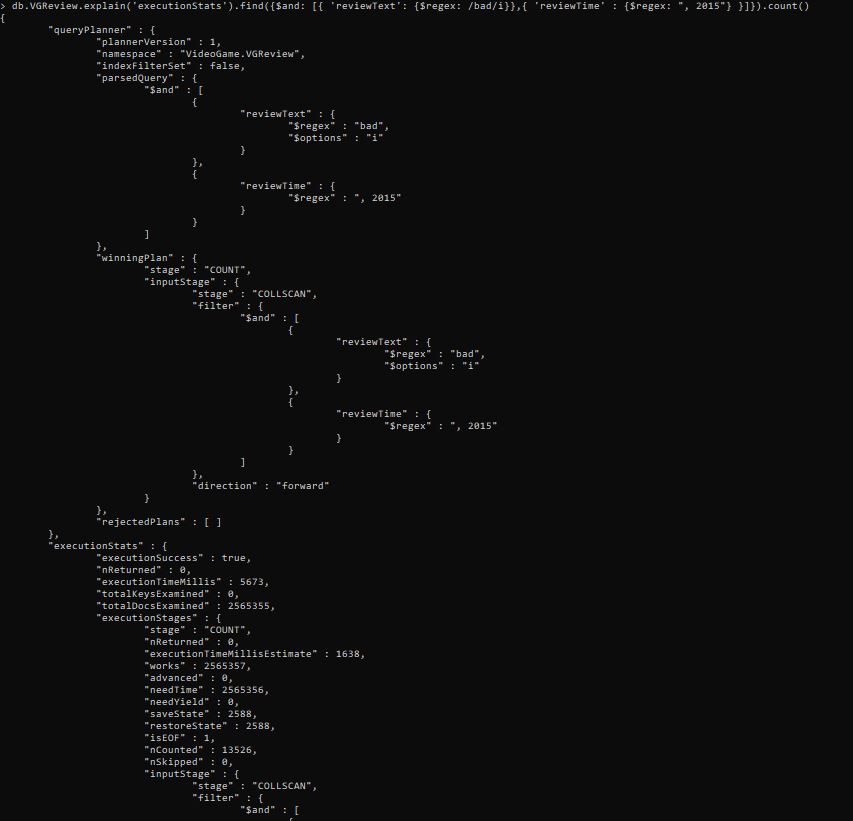 > db.VGReview.explain('executionStats').find({$and: [{ 'reviewText': {$regex: /bad/i}},{ 'reviewTime' : {$regex: ", 2015"} }]}).count()
{
"queryPlanner" : {
"plannerVersion" : 1,
"namespace" : "VideoGame.VGReview",
"indexFilterSet" : false,
"parsedQuery" : {
"$and" : [
{
"reviewText" : {
"$regex" : "bad",
"$options" : "i"
}
},
{
"reviewTime" : {
"$regex" : ", 2015"
}
}
]
},
"winningPlan" : {
"stage" : "COUNT",
"inputStage" : {
"stage" : "COLLSCAN",
"filter" : {
"$and" : [
{
"reviewText" : {
"$regex" : "bad",
"$options" : "i"
}
},
{
"reviewTime" : {
"$regex" : ", 2015"
}
}
]
},
"direction" : "forward"
}
},
"rejectedPlans" : [ ]
},
"executionStats" : {
"executionSuccess" : true,
"nReturned" : 0,
"executionTimeMillis" : 5673,
"totalKeysExamined" : 0,
"totalDocsExamined" : 2565355,
"executionStages" : {
"stage" : "COUNT",
"nReturned" : 0,
"executionTimeMillisEstimate" : 1638,
"works" : 2565357,
"advanced" : 0,
"needTime" : 2565356,
"needYield" : 0,
"saveState" : 2588,
"restoreState" : 2588,
"isEOF" : 1,
"nCounted" : 13526,
"nSkipped" : 0,
"inputStage" : {
"stage" : "COLLSCAN",
"filter" : {
"$and" : [